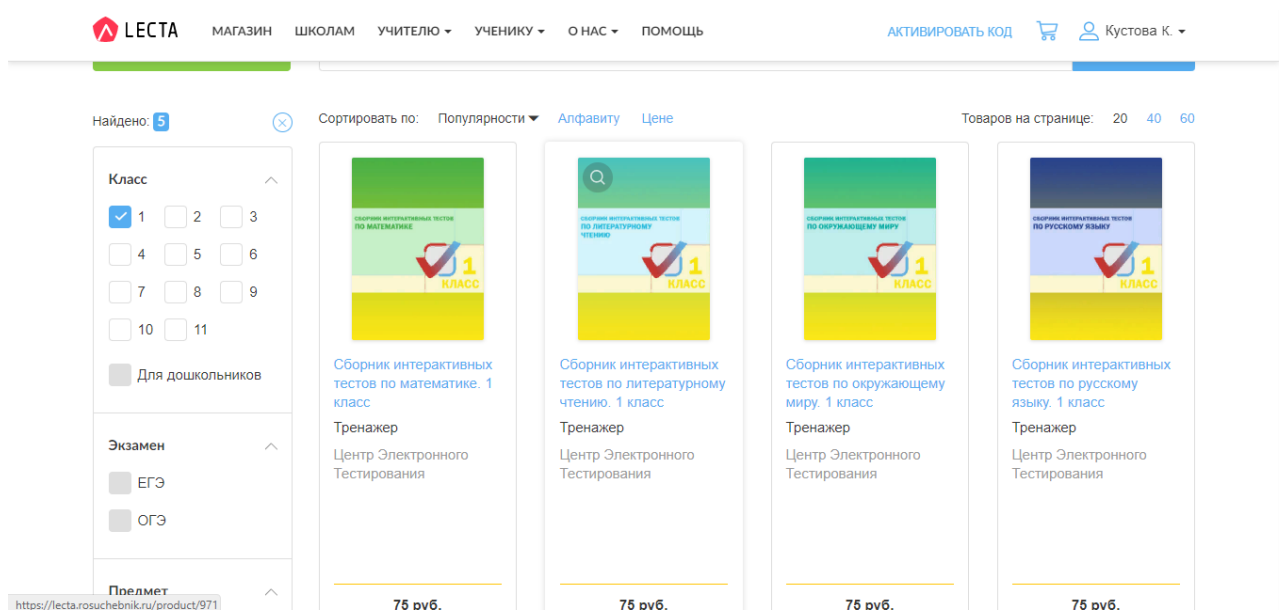 LECTA МАГАЗИН ШКОЛАМ УЧИТЕЛЮ УЧЕНИКУ О НАС ПОМОЩЬ АКТИВИРОВАТЬ КОД Кустова К.
Найдено: 5
Сортировать по: Популярности Алфавиту Цене
Товаров на странице: 20 40 60
Класс
1 2 3
4 5 6
7 8 9
10 11
Для дошкольников
Экзамен
ЕГЭ
ОГЭ
Предмет
СБОРНИК ИНТЕРАКТИВНЫХ ТЕСТОВ
ПО МАТЕМАТИКЕ
1
КЛАСС
Сборник интерактивных
тестов по математике. 1
класс
Тренажер
Центр Электронного
Тестирования
75 руб.
СБОРНИК ИНТЕРАКТИВНЫХ ТЕСТОВ
ПО ЛИТЕРАТУРНОМУ
ЧТЕНИЮ
1
КЛАСС
Сборник интерактивных
тестов по литературному
чтению. 1 класс
Тренажер
Центр Электронного
Тестирования
75 руб.
СБОРНИК ИНТЕРАКТИВНЫХ ТЕСТОВ
ПО ОКРУЖАЮЩЕМУ МИРУ
1
КЛАСС
Сборник интерактивных
тестов по окружающему
миру. 1 класс
Тренажер
Центр Электронного
Тестирования
75 руб.
СБОРНИК ИНТЕРАКТИВНЫХ ТЕСТОВ
ПО РУССКОМУ ЯЗЫКУ
1
КЛАСС
Сборник интерактивных
тестов по русскому
языку. 1 класс
Тренажер
Центр Электронного
Тестирования
75 руб.
https://lecta.rosuchebnik.ru/product/971